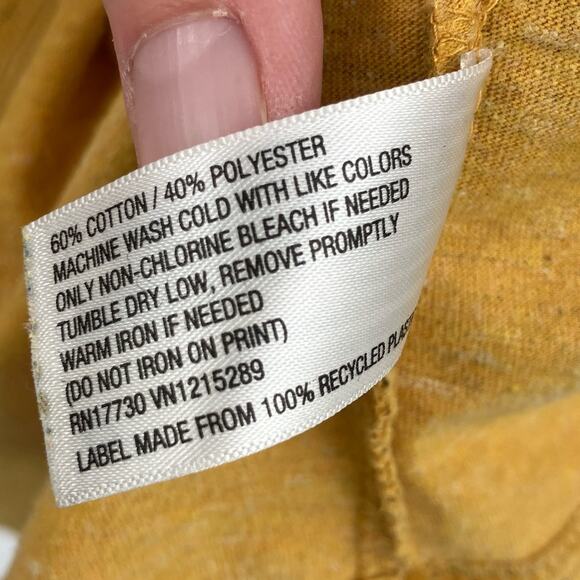 60% COTTON / 40% POLYESTER
MACHINE WASH COLD WITH LIKE COLORS
ONLY NON-CHLORINE BLEACH IF NEEDED
TUMBLE DRY LOW, REMOVE PROMPTLY
WARM IRON IF NEEDED
(DO NOT IRON ON PRINT)
RN17730 VN1215289
LABEL MADE FROM 100% RECYCLED